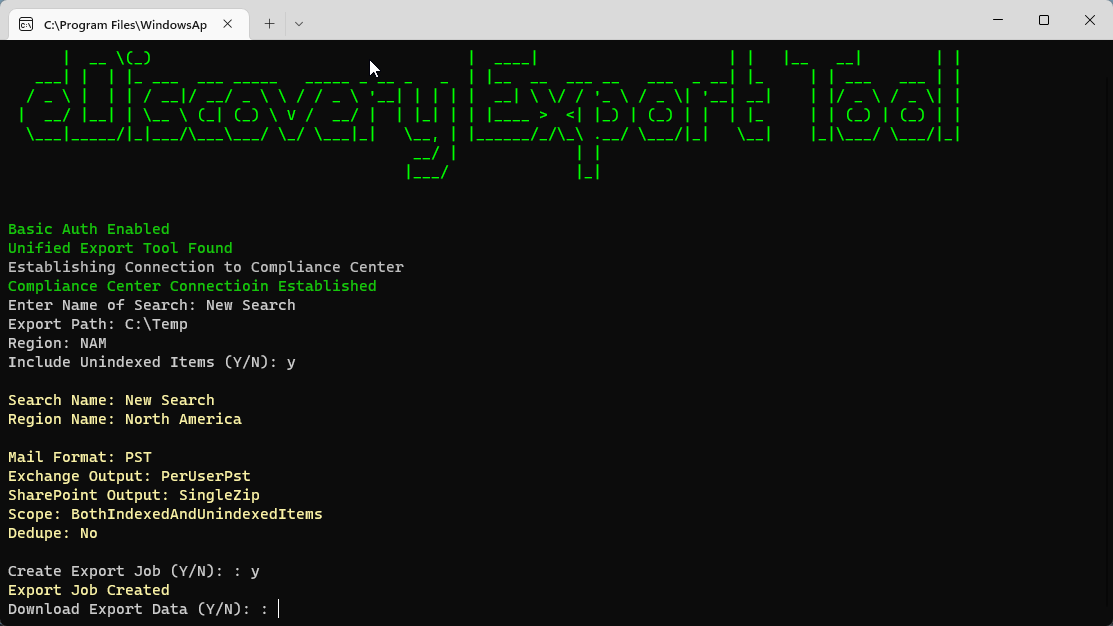 C:\Program Files\WindowsAp
eDiscovery Export Tool
Basic Auth Enabled
Unified Export Tool Found
Establishing Connection to Compliance Center
Compliance Center Connectioin Established
Enter Name of Search: New Search
Export Path: C:\Temp
Region: NAM
Include Unindexed Items (Y/N): y
Search Name: New Search
Region Name: North America
Mail Format: PST
Exchange Output: PerUserPst
SharePoint Output: SingleZip
Scope: BothIndexedAndUnindexedItems
Dedupe: No
Create Export Job (Y/N): : y
Export Job Created
Download Export Data (Y/N): :